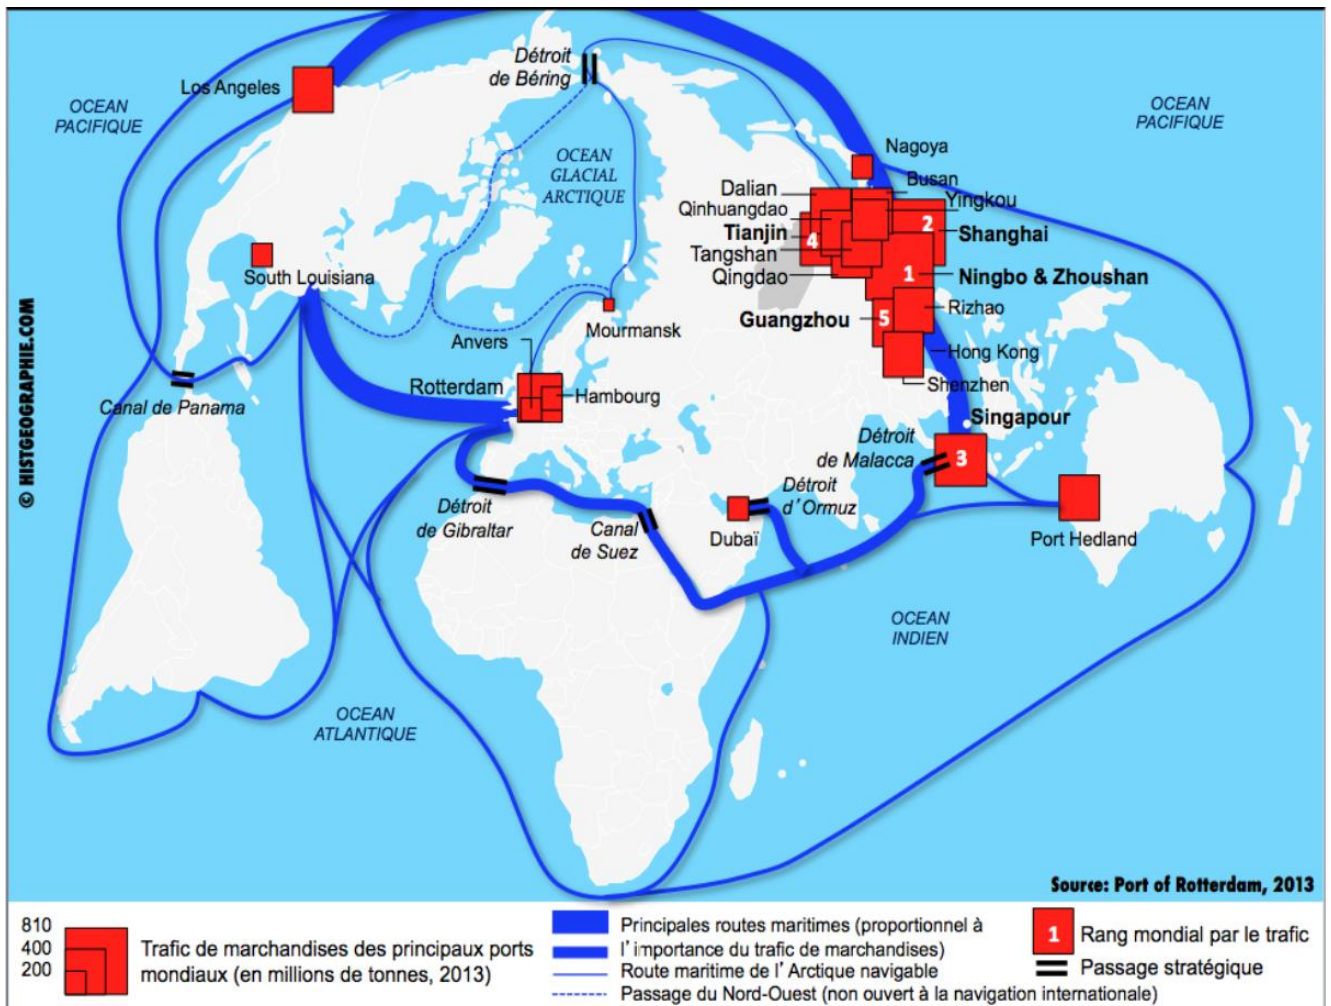 Détroit
de Béring
Los Angeles
OCEAN
PACIFIQUE
OCEAN
PACIFIQUE
OCEAN
GLACIAL
ARCTIQUE
Nagoya
Busan
Dalian
Yingkou
Qinhuangdao
2
Tianjin
4
Shanghai
Tangshan
Qingdao
1
Ningbo & Zhoushan
South Louisiana
Rizhao
Guangzhou
5
Mourmansk
Anvers
Hong Kong
Shenzhen
Rotterdam
Hambourg
Canal de Panama
Singapour
Détroit
de Malacca
3
Détroit
de Gibraltar
Détroit
d'Ormuz
Canal
de Suez
Dubaï
Port Hedland
OCEAN
INDIEN
OCEAN
ATLANTIQUE
© HISTGEOGRAPHIE.COM
Source: Port of Rotterdam, 2013
810
400
200
Trafic de marchandises des principaux ports
mondiaux (en millions de tonnes, 2013)
Principales routes maritimes (proportionnel à
l'importance du trafic de marchandises)
Route maritime de l'Arctique navigable
Passage du Nord-Ouest (non ouvert à la navigation internationale)
1
Rang mondial par le trafic
Passage stratégique